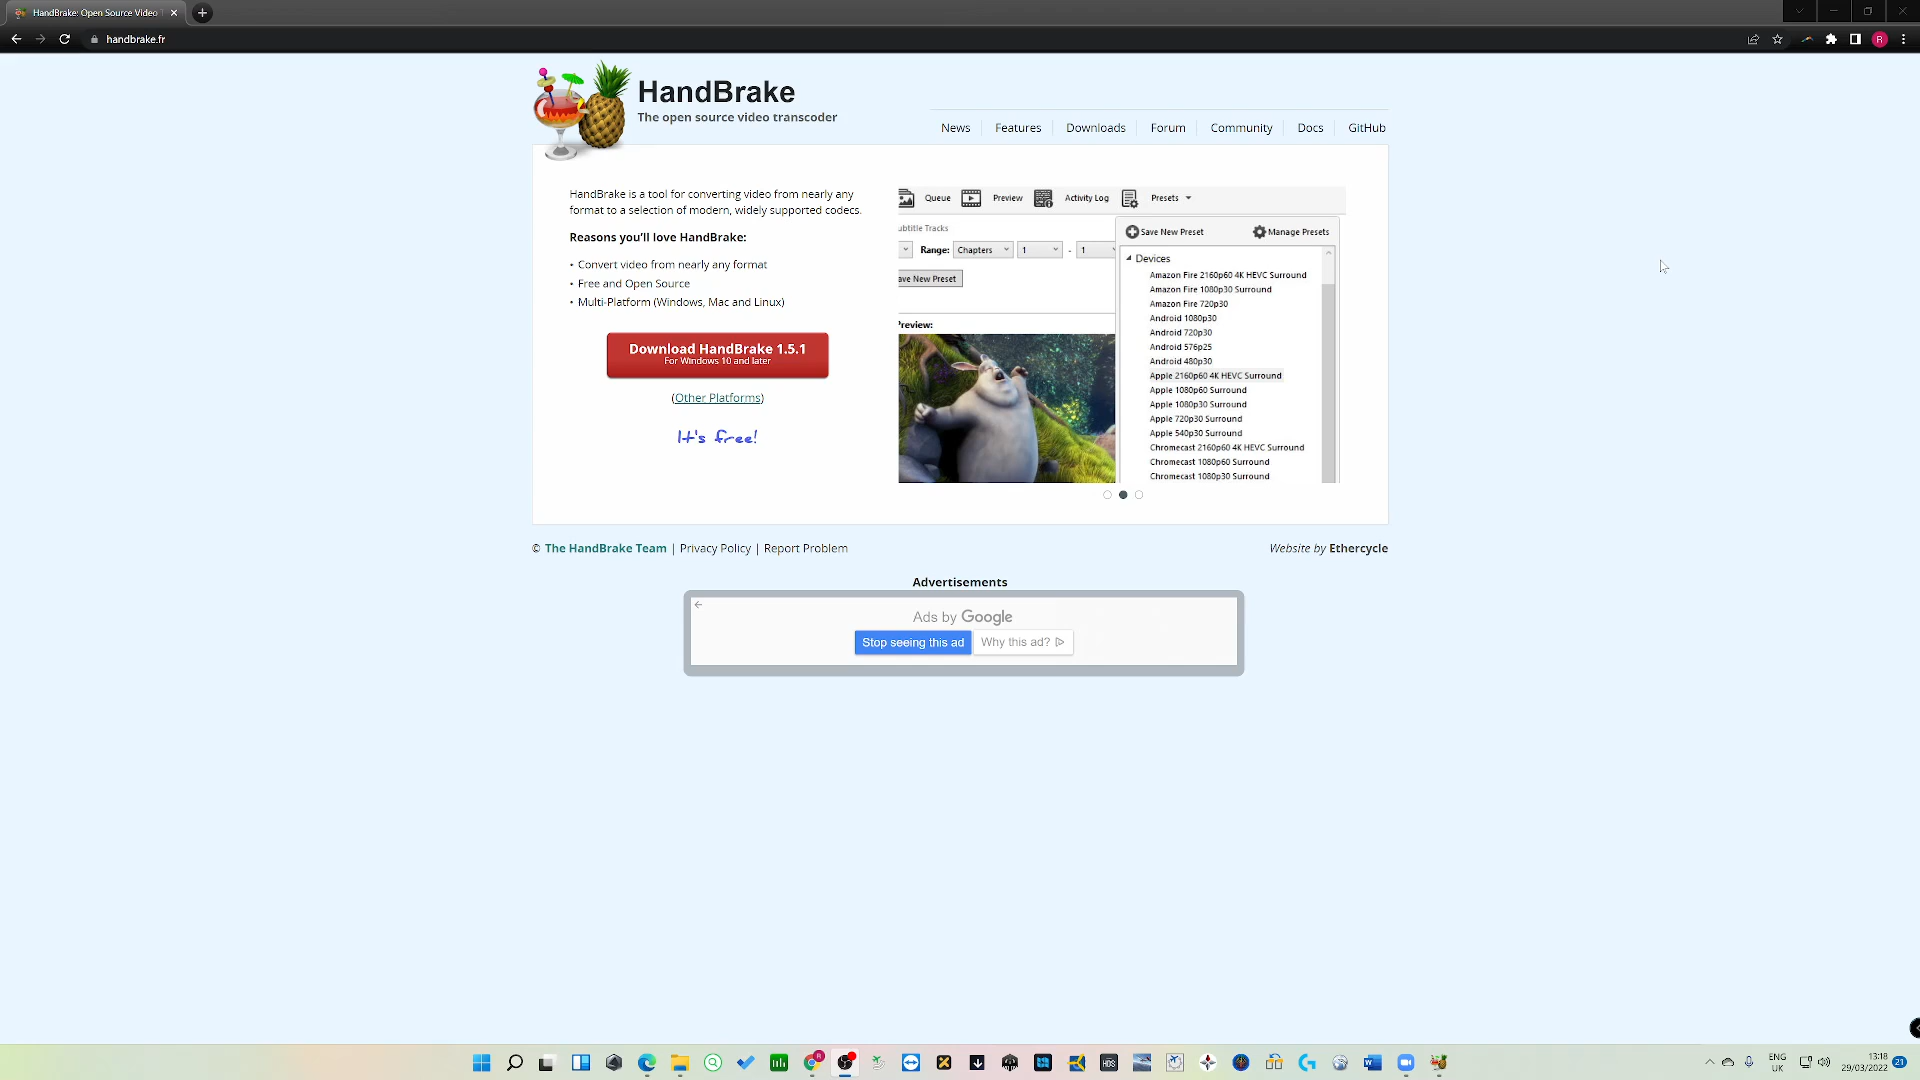 HandBrake: Open Source Video T
handbrake.fr
R
HandBrake
The open source video transcoder
News
Features
Downloads
Forum
Community
Docs
GitHub
HandBrake is a tool for converting video from nearly any
format to a selection of modern, widely supported codecs.
Reasons you'll love HandBrake:
• Convert video from nearly any format
• Free and Open Source
• Multi-Platform (Windows, Mac and Linux)
Download HandBrake 1.5.1
For Windows 10 and later
(Other Platforms)
It's free!
Queue
Preview
Activity Log
Presets
ubtitle Tracks
Range: Chapters 1 - 1
ave New Preset
Preview:
Save New Preset
Manage Presets
Devices
Amazon Fire 2160p60 4K HEVC Surround
Amazon Fire 1080p30 Surround
Amazon Fire 720p30
Android 1080p30
Android 720p30
Android 576p25
Android 480p30
Apple 2160p60 4K HEVC Surround
Apple 1080p60 Surround
Apple 1080p30 Surround
Apple 720p30 Surround
Apple 540p30 Surround
Chromecast 2160p60 4K HEVC Surround
Chromecast 1080p60 Surround
Chromecast 1080p30 Surround
© The HandBrake Team | Privacy Policy | Report Problem
Website by Ethercycle
Advertisements
Ads by Google
Stop seeing this ad
Why this ad?
HDS
ENG
UK
13:18
29/03/2022
21